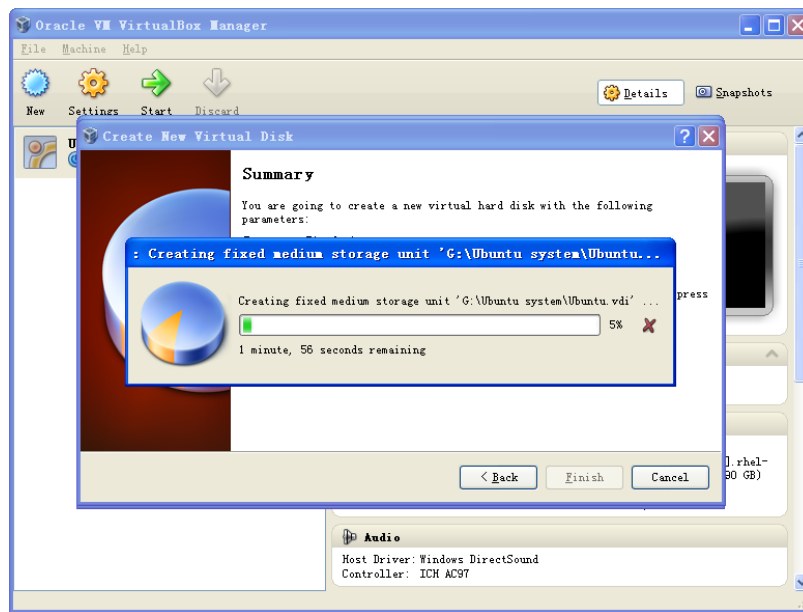 Oracle VM VirtualBox Manager
File Machine Help
New Settings Start Discard
Details Snapshots
Create New Virtual Disk
Summary
You are going to create a new virtual hard disk with the following
parameters:
: Creating fixed medium storage unit 'G:\Ubuntu system\Ubuntu...
Creating fixed medium storage unit 'G:\Ubuntu system\Ubuntu.vdi' ...
press
5%
1 minute, 56 seconds remaining
].rhel-
90 GB)
< Back Finish Cancel
Audio
Host Driver: Windows DirectSound
Controller: ICH AC97